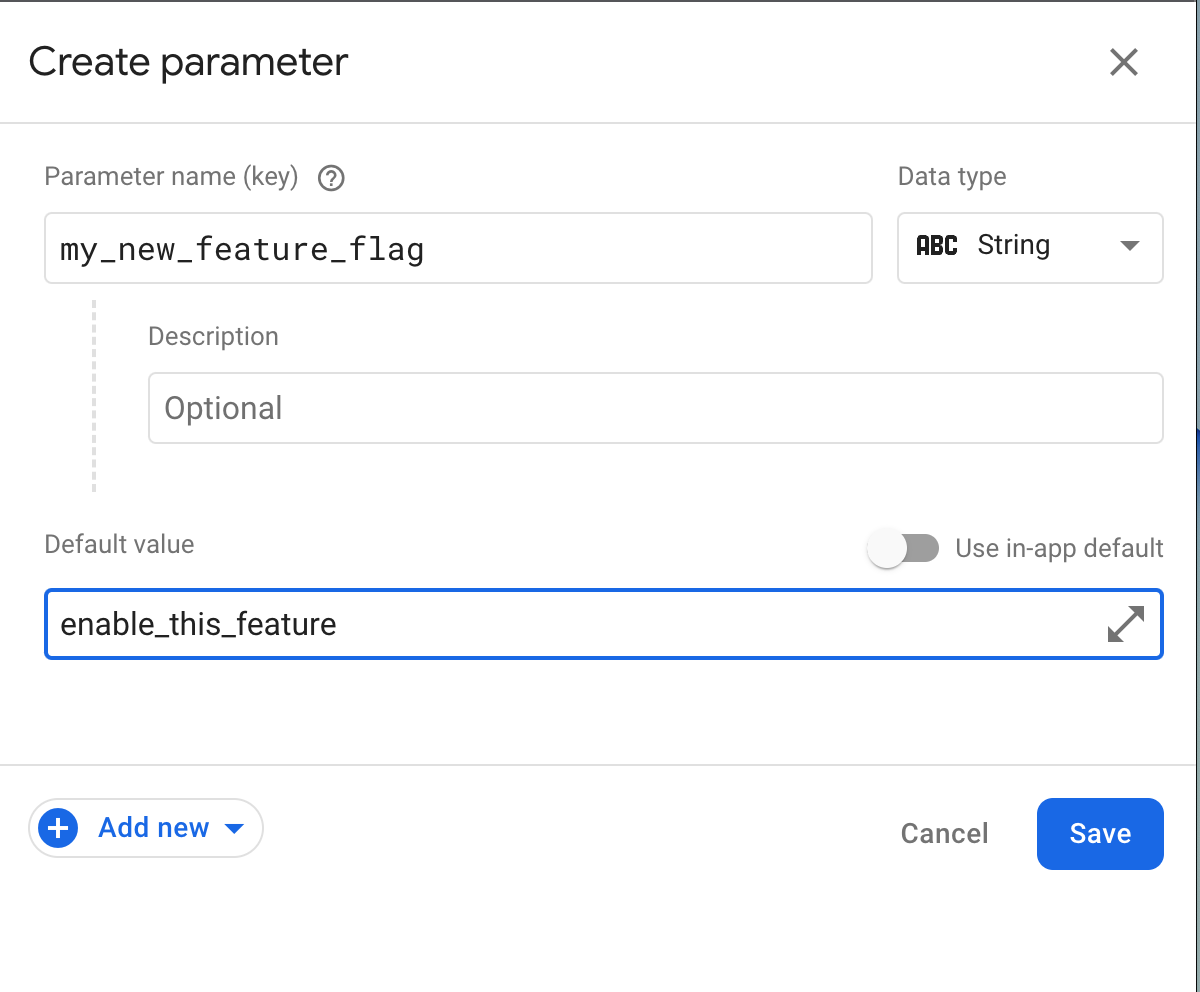 Create parameter
Parameter name (key) ?
Data type
my_new_feature_flag
ABC String
Description
Optional
Default value
Use in-app default
enable_this_feature
Add new
Cancel
Save